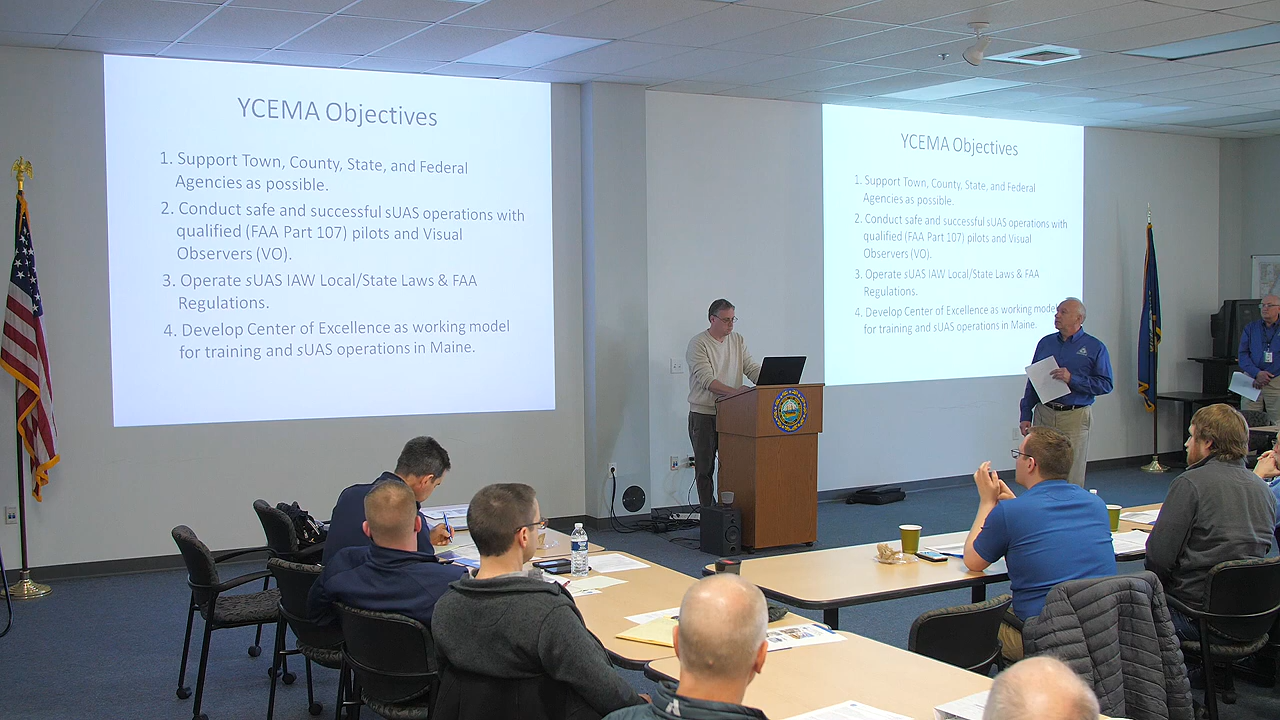 YCEMA Objectives
1. Support Town, County, State, and Federal
Agencies as possible.
2. Conduct safe and successful sUAS operations with
qualified (FAA Part 107) pilots and Visual
Observers (VO).
3. Operate sUAS IAW Local/State Laws & FAA
Regulations.
4. Develop Center of Excellence as working model
for training and sUAS operations in Maine.
YCEMA Objectives
1. Support Town, County, State, and Federal
Agencies as possible.
2. Conduct safe and successful sUAS operations with
qualified (FAA Part 107) pilots and Visual
Observers (VO).
3. Operate sUAS IAW Local/State Laws & FAA
Regulations.
4. Develop Center of Excellence as working model
for training and sUAS operations in Maine.